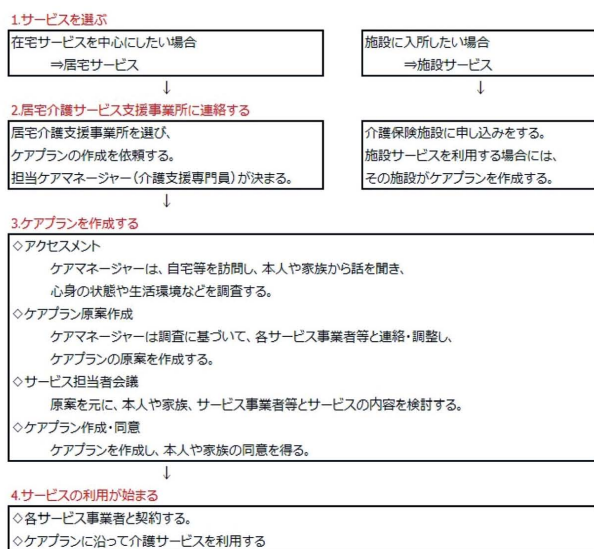 1.サービスを選ぶ
在宅サービスを中心にしたい場合
⇒居宅サービス
施設に入所したい場合
⇒施設サービス
↓
↓
2.居宅介護サービス支援事業所に連絡する
居宅介護支援事業所を選び、
ケアプランの作成を依頼する。
担当ケアマネージャー(介護支援専門員)が決まる。
介護保険施設に申し込みをする。
施設サービスを利用する場合には、
その施設がケアプランを作成する。
↓
3.ケアプランを作成する
◇アクセスメント
ケアマネージャーは、自宅等を訪問し、本人や家族から話を聞き、
心身の状態や生活環境などを調査する。
◇ケアプラン原案作成
ケアマネージャーは調査に基づいて、各サービス事業者等と連絡・調整し、
ケアプランの原案を作成する。
◇サービス担当者会議
原案を元に、本人や家族、サービス事業者等とサービスの内容を検討する。
◇ケアプラン作成・同意
ケアプランを作成し、本人や家族の同意を得る。
↓
4.サービスの利用が始まる
◇各サービス事業者と契約する。
◇ケアプランに沿って介護サービスを利用する